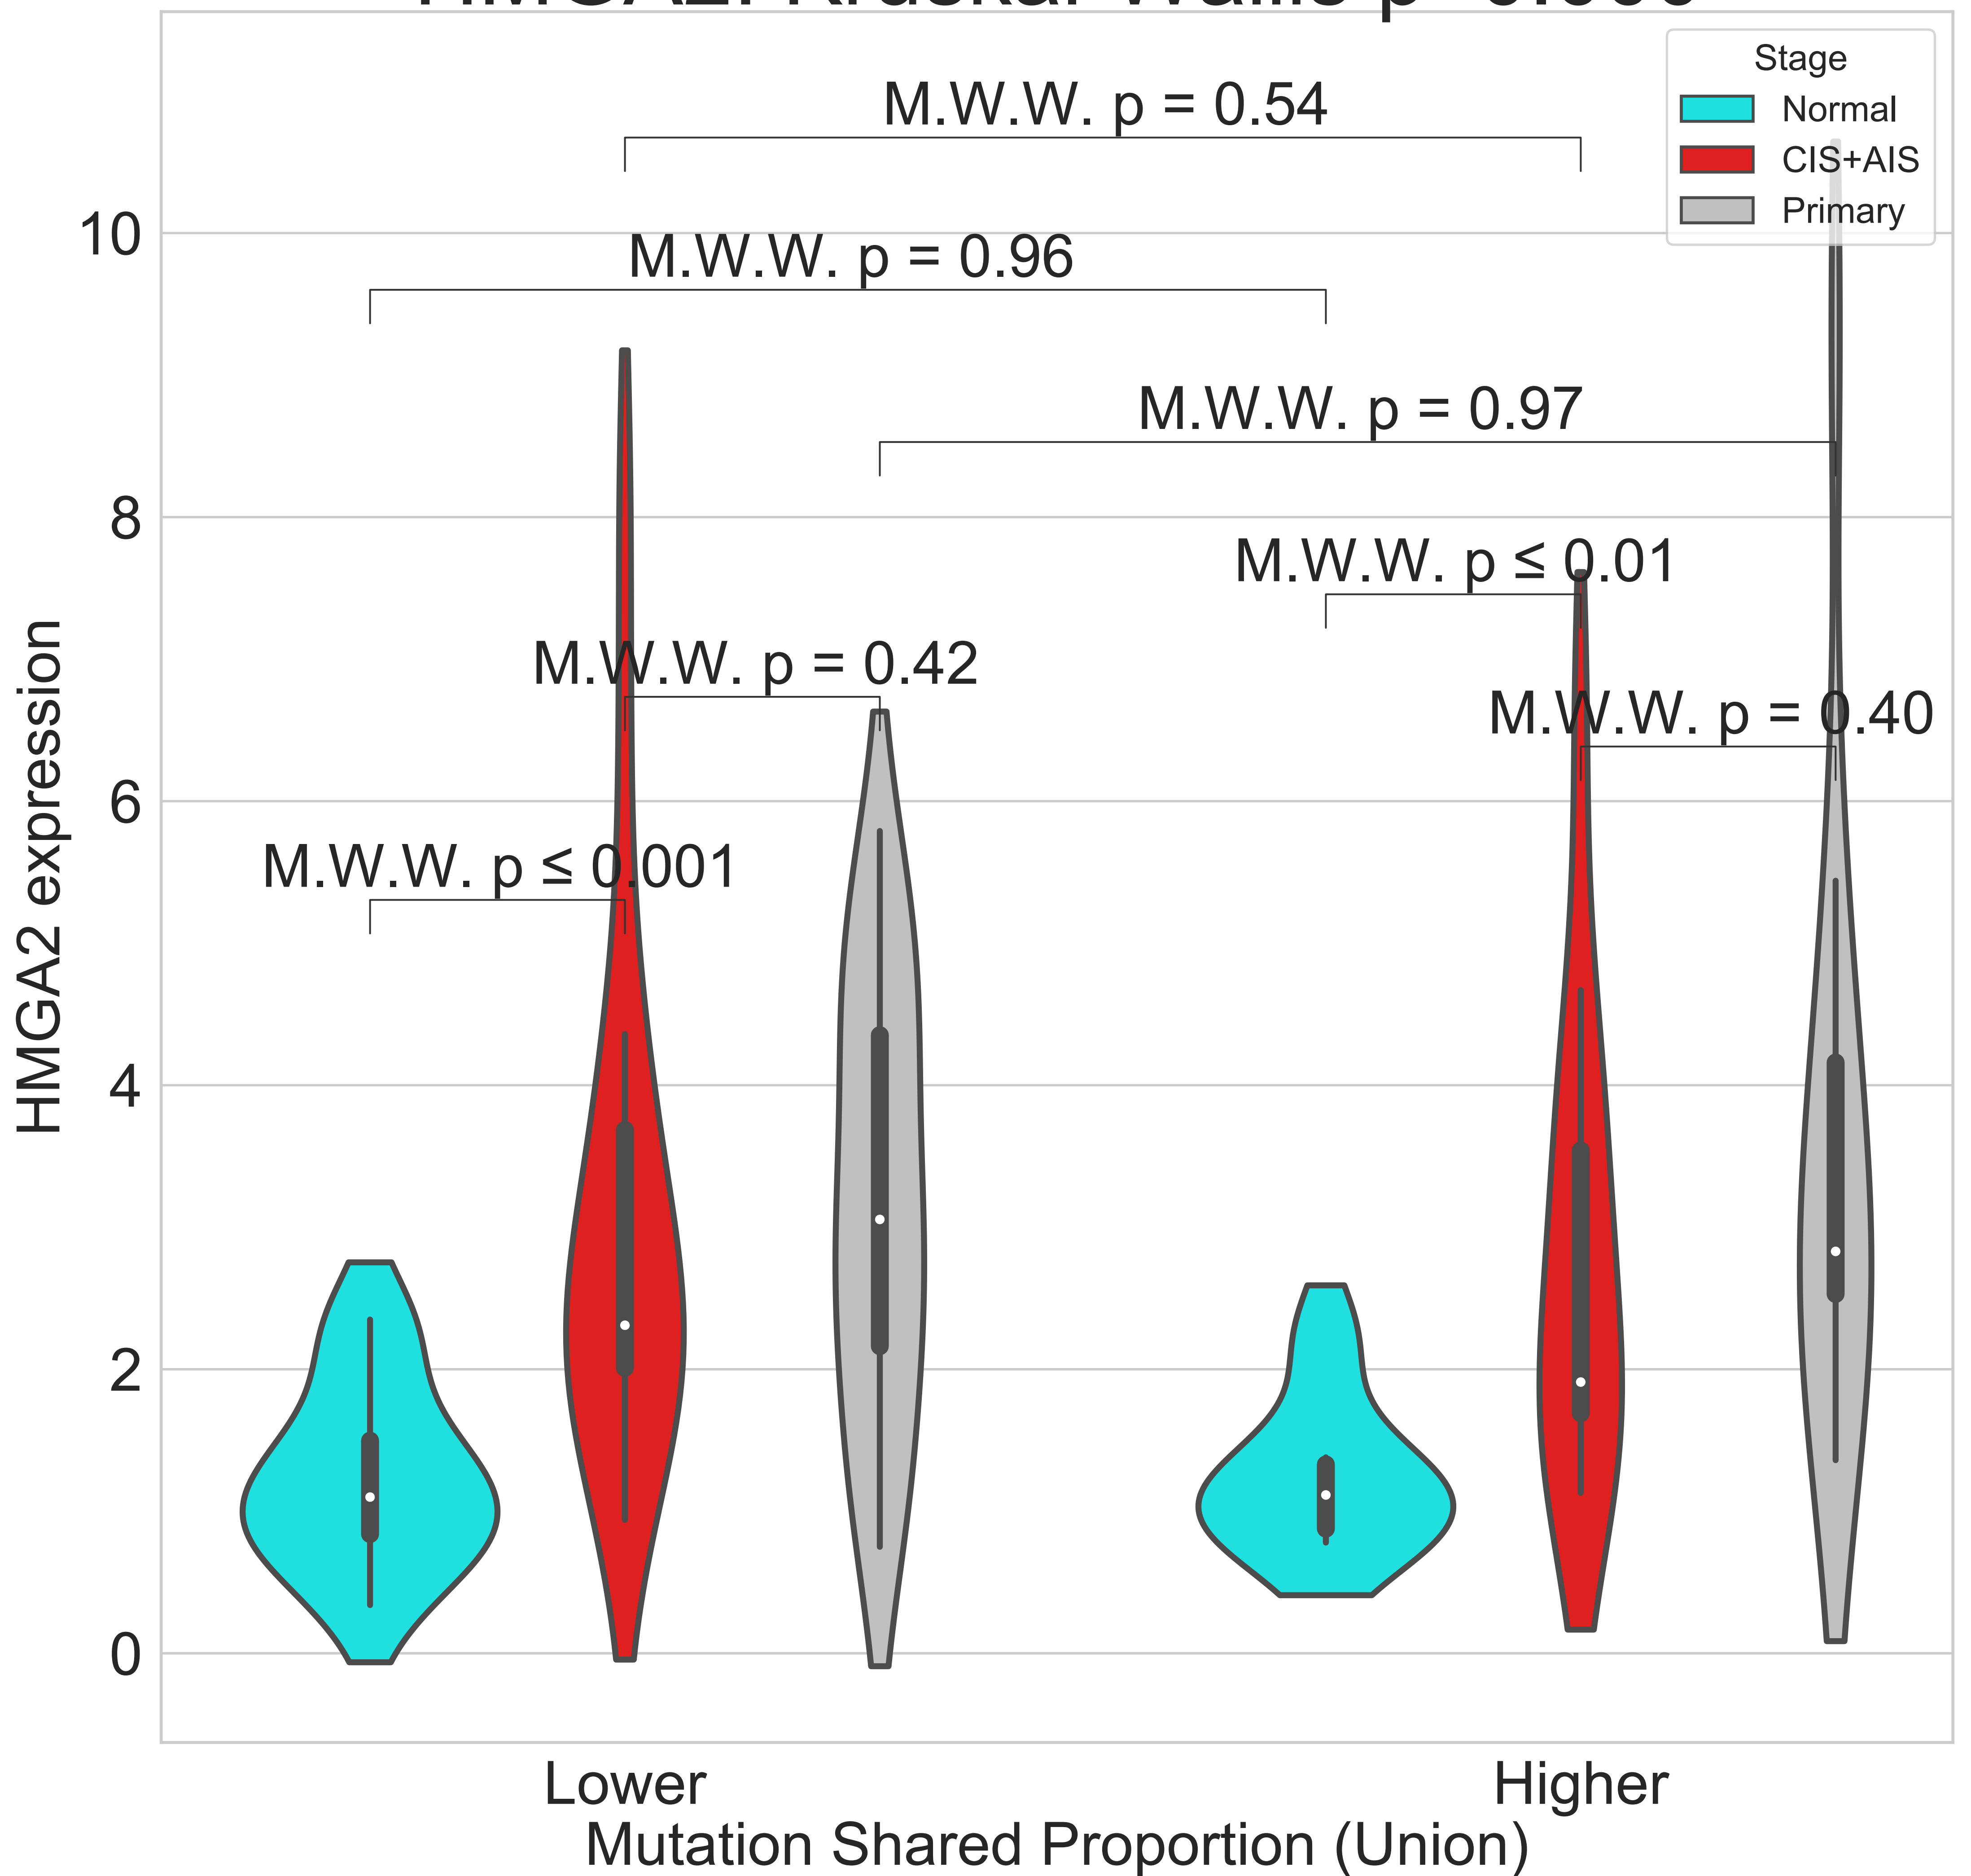 Stage
Normal
CIS+AIS
Primary
M.W.W. p = 0.54
M.W.W. p = 0.96
M.W.W. p = 0.97
M.W.W. p ≤ 0.01
M.W.W. p = 0.42
M.W.W. p = 0.40
M.W.W. p ≤ 0.001
HMGA2 expression
10
8
6
4
2
0
Lower
Higher
Mutation Shared Proportion (Union)